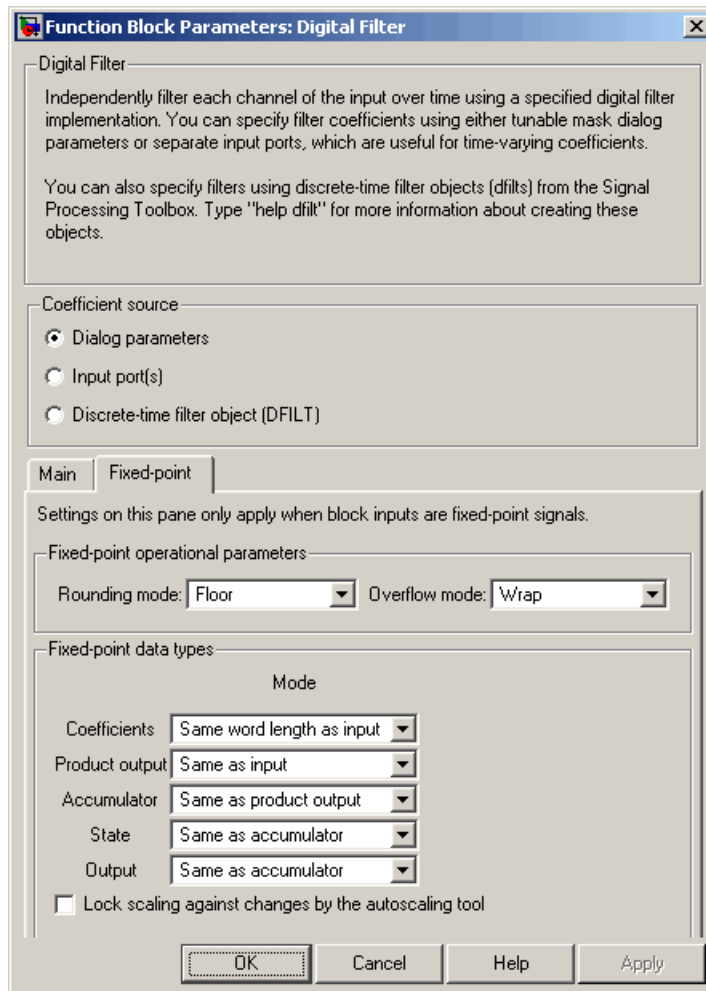 Function Block Parameters: Digital Filter
Digital Filter
Independently filter each channel of the input over time using a specified digital filter
implementation. You can specify filter coefficients using either tunable mask dialog
parameters or separate input ports, which are useful for time-varying coefficients.
You can also specify filters using discrete-time filter objects (dfilts) from the Signal
Processing Toolbox. Type "help dfilt" for more information about creating these
objects.
Coefficient source
Dialog parameters
Input port(s)
Discrete-time filter object (DFILT)
Main Fixed-point
Settings on this pane only apply when block inputs are fixed-point signals.
Fixed-point operational parameters
Rounding mode: Floor Overflow mode: Wrap
Fixed-point data types
Mode
Coefficients Same word length as input
Product output Same as input
Accumulator Same as product output
State Same as accumulator
Output Same as accumulator
Lock scaling against changes by the autoscaling tool
OK Cancel Help Apply